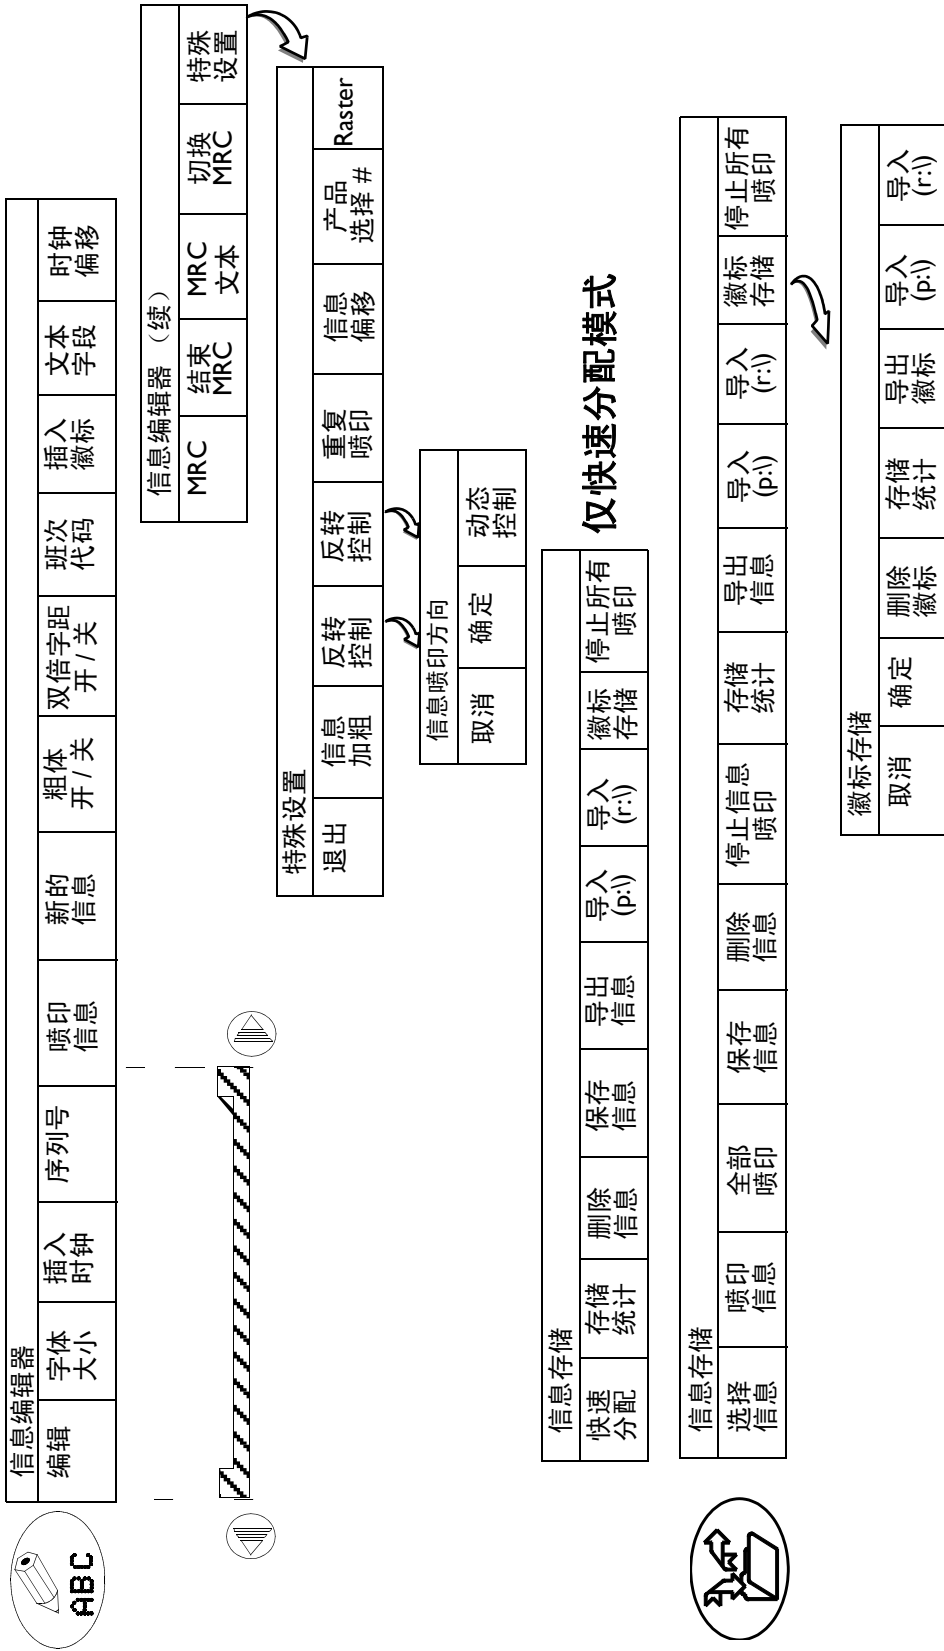 ABC
信息编辑器
编辑
字体
大小
插入
时钟
序列号
喷印
信息
新的
信息
粗体
开 / 关
双倍字距
开 / 关
班次
代码
插入
徽标
文本
字段
时钟
偏移
信息编辑器（续）
MRC
结束
MRC
MRC
文本
切换
MRC
特殊
设置
特殊设置
退出
信息
加粗
反转
控制
反转
控制
重复
喷印
信息
偏移
产品
选择 #
Raster
信息喷印方向
取消
确定
动态
控制
仅快速分配模式
信息存储
快速
分配
存储
统计
删除
信息
保存
信息
导出
信息
导入
(p:\)
导入
(r:\)
徽标
存储
停止所有
喷印
信息存储
选择
信息
喷印
信息
全部
喷印
保存
信息
删除
信息
停止信息
喷印
存储
统计
导出
信息
导入
(p:\)
导入
(r:\)
徽标
存储
停止所有
喷印
徽标存储
取消
确定
删除
徽标
存储
统计
导出
徽标
导入
(p:\)
导入
(r:\)